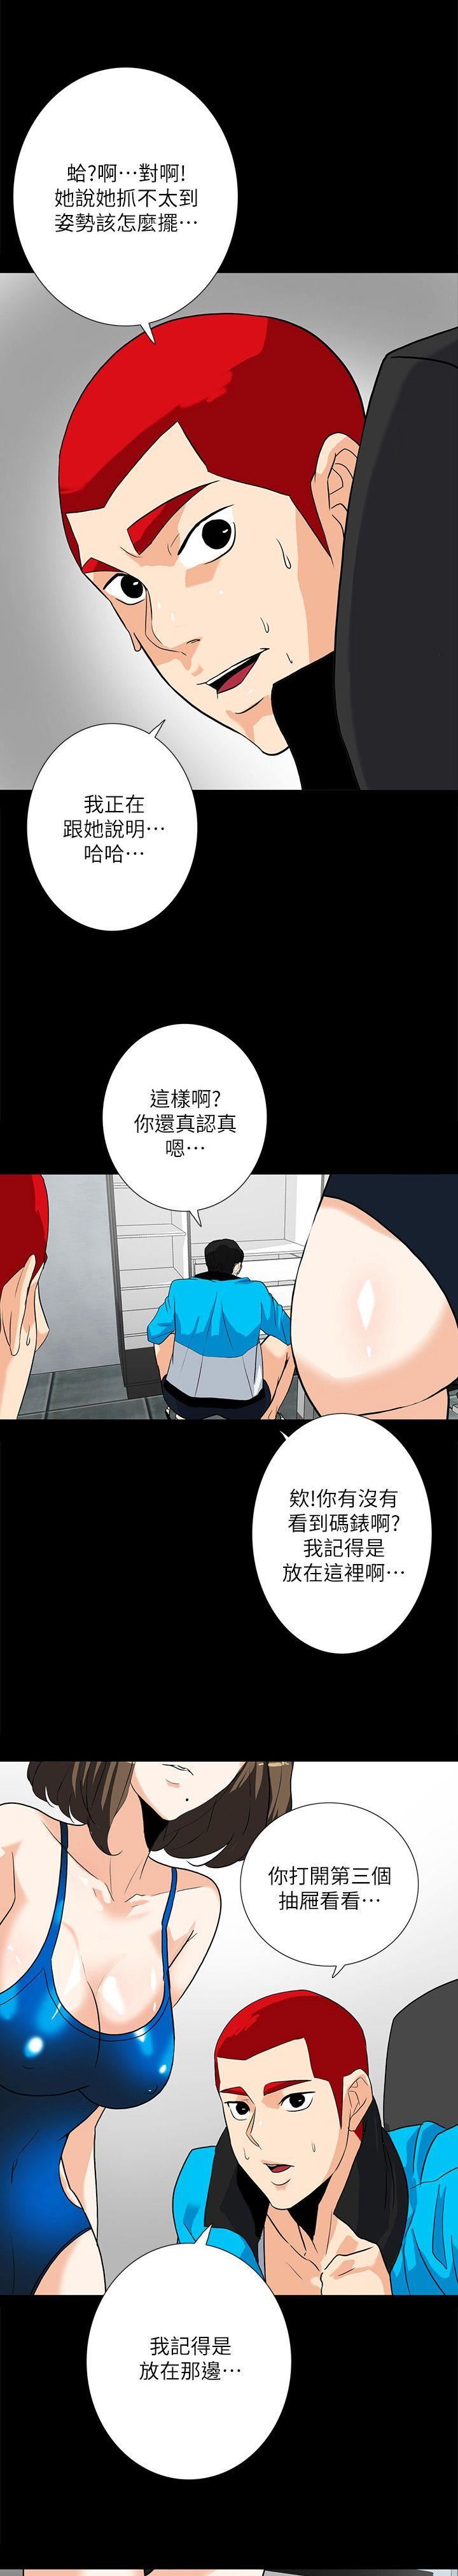 蛤?啊…對啊!
她說她抓不太到
姿勢該怎麼擺…
我正在
跟她說明…
哈哈…
這樣啊?
你還真認真
嗯…
欸!你有沒有
看到碼錶啊?
我記得是
放在這裡啊…
你打開第三個
抽屜看看…
我記得是
放在那邊…